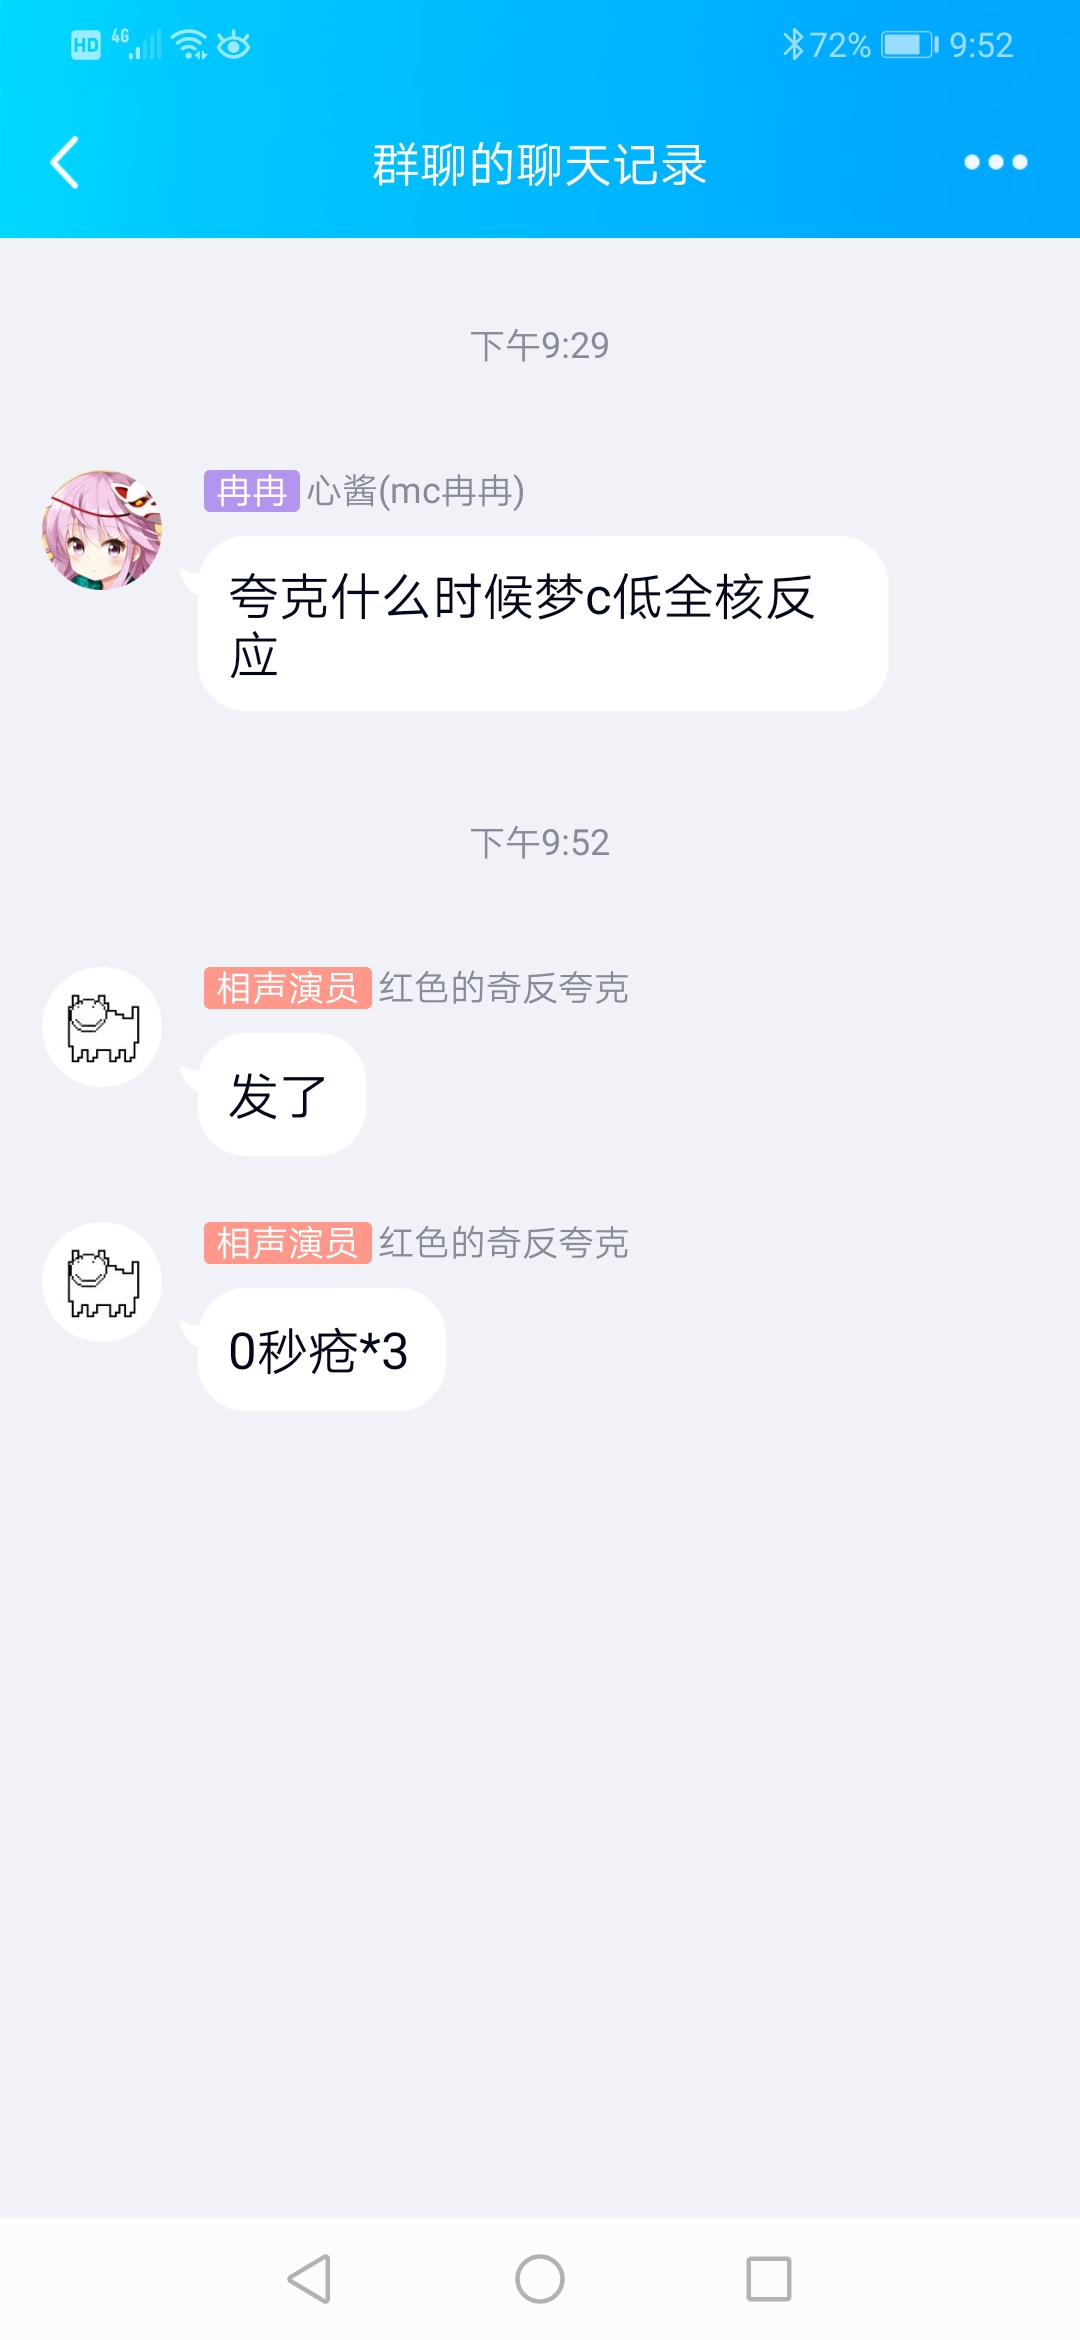 HD 4G 72% 9:52
群聊的聊天记录
下午9:29
冉冉 心酱(mc冉冉)
夸克什么时候梦c低全核反
应
下午9:52
相声演员 红色的奇反夸克
发了
相声演员 红色的奇反夸克
0秒疮*3